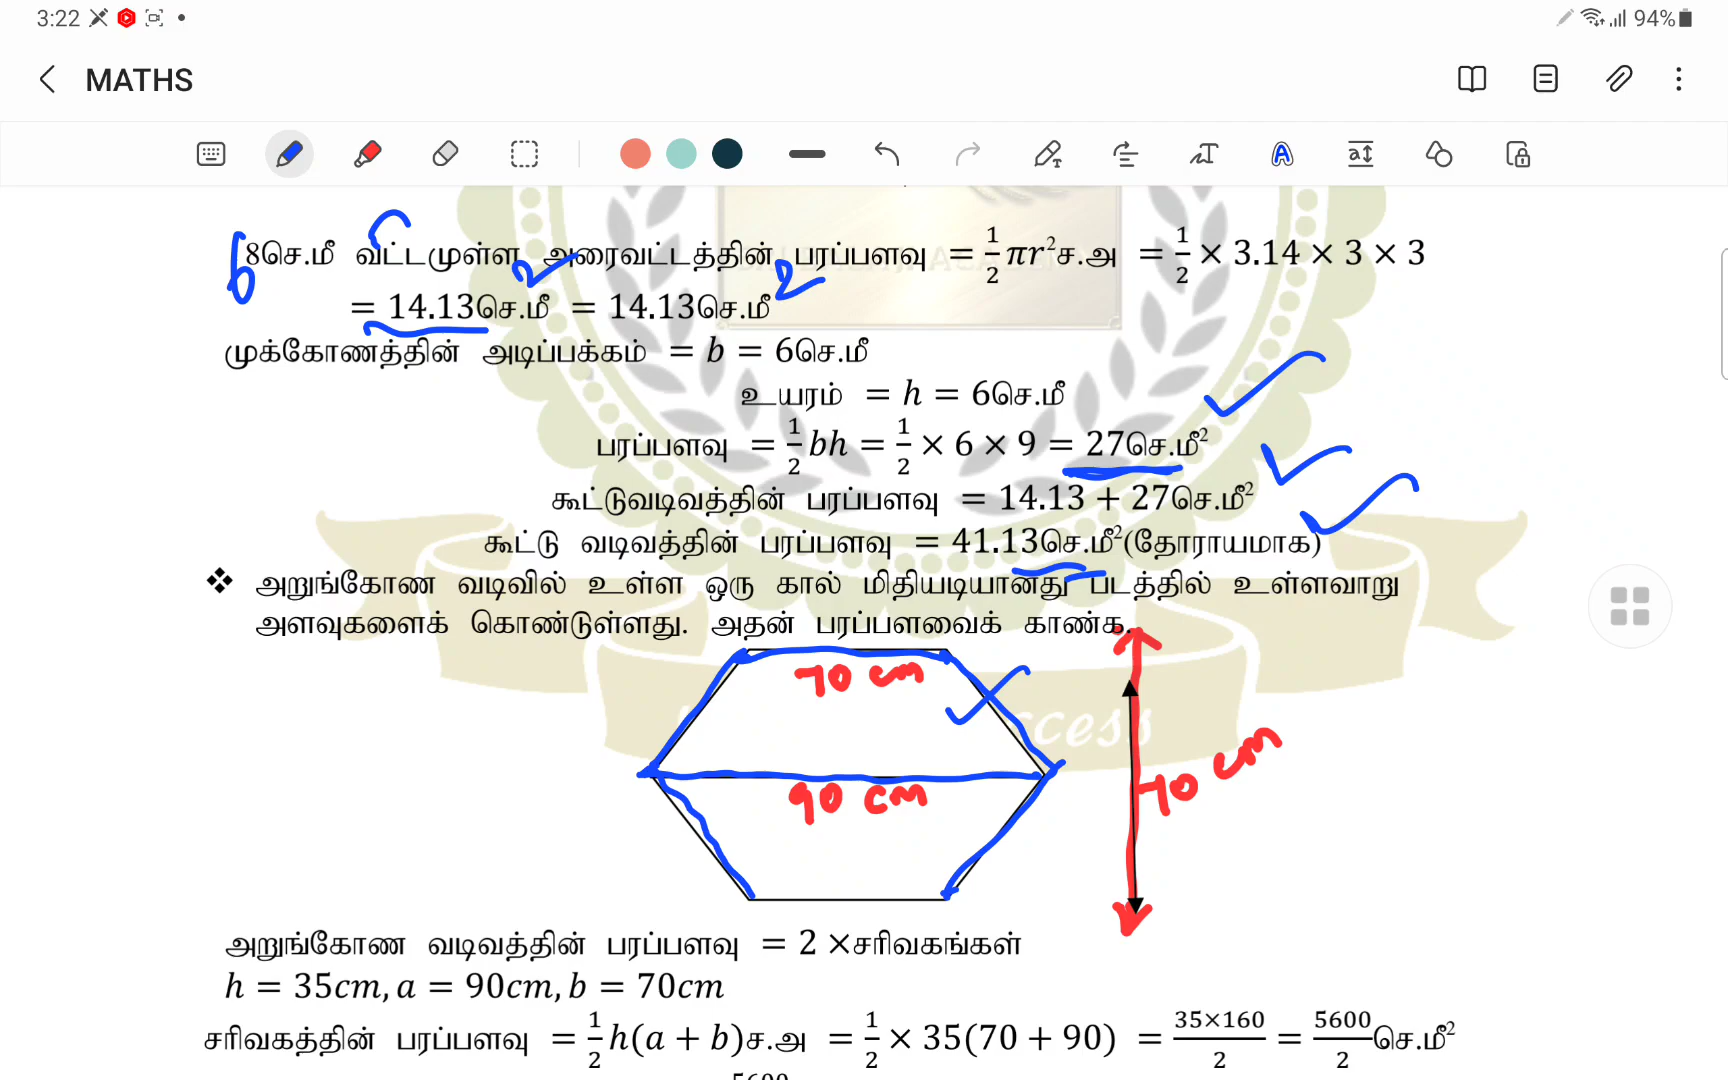 3:22
94%
MATHS
6 8செ.மீ வட்டமுள்ள அரைவட்டத்தின் பரப்பளவு = 1/2 πr² ச.அ = 1/2 × 3.14 × 3 × 3
= 14.13செ.மீ 2 = 14.13செ.மீ 2
முக்கோணத்தின் அடிப்பக்கம் = b = 6செ.மீ
உயரம் = h = 6செ.மீ
பரப்பளவு = 1/2 bh = 1/2 × 6 × 9 = 27செ.மீ²
கூட்டுவடிவத்தின் பரப்பளவு = 14.13 + 27செ.மீ²
கூட்டு வடிவத்தின் பரப்பளவு = 41.13செ.மீ²(தோராயமாக)
❖ அறுங்கோண வடிவில் உள்ள ஒரு கால் மிதியடியானது படத்தில் உள்ளவாறு
அளவுகளைக் கொண்டுள்ளது. அதன் பரப்பளவைக் காண்க.
70 cm
90 cm
70 cm
அறுங்கோண வடிவத்தின் பரப்பளவு = 2 ×சரிவகங்கள்
h = 35cm, a = 90cm, b = 70cm
சரிவகத்தின் பரப்பளவு = 1/2 h(a + b)ச.அ = 1/2 × 35(70 + 90) = 35×160/2 = 5600/2 செ.மீ²
5600